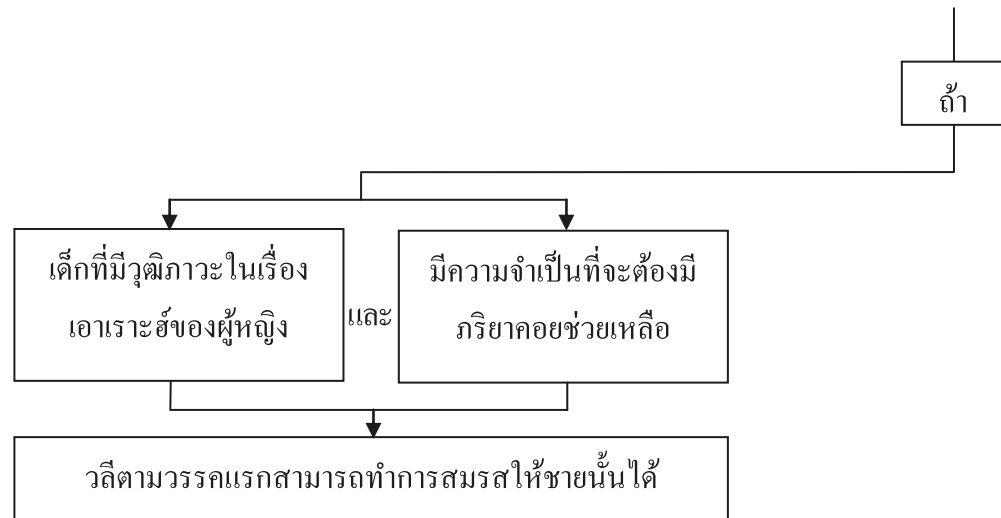 ถ้า
เด็กที่มีวุฒิภาวะในเรื่อง
เอาเราะฮ์ของผู้หญิง
และ
มีความจำเป็นที่จะต้องมี
ภริยาคอยช่วยเหลือ
วลีตามวรรคแรกสามารถทำการสมรสให้ชายนั้นได้